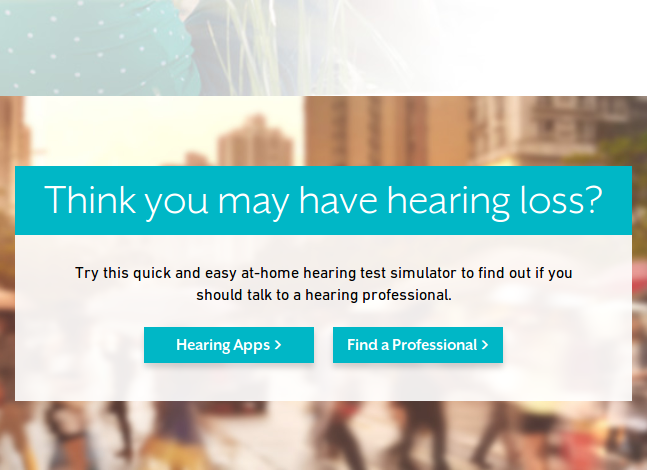 Think you may have hearing loss?
Try this quick and easy at-home hearing test simulator to find out if you
should talk to a hearing professional.
Hearing Apps >
Find a Professional >